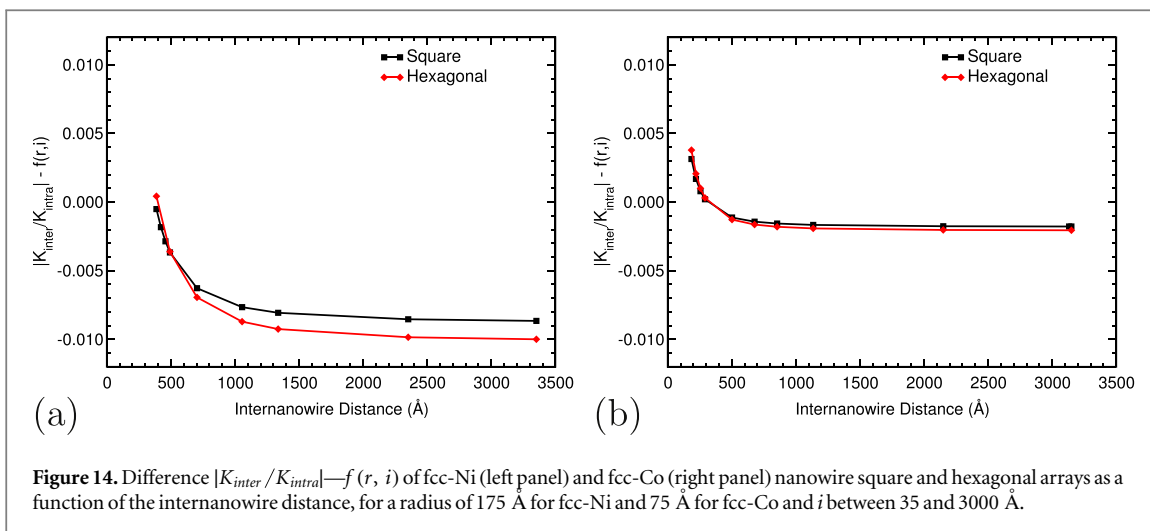 Square
Hexagonal
0.010
0.005
0.000
-0.005
-0.010
|K_inter/K_intra| - f(r,i)
0 500 1000 1500 2000 2500 3000 3500
Internanowire Distance (Å)
(a)
Square
Hexagonal
0.010
0.005
0.000
-0.005
-0.010
|K_inter/K_intra| - f(r,i)
0 500 1000 1500 2000 2500 3000 3500
Internanowire Distance (Å)
(b)
Figure 14. Difference |K_inter/K_intra|—f (r, i) of fcc-Ni (left panel) and fcc-Co (right panel) nanowire square and hexagonal arrays as a
function of the internanowire distance, for a radius of 175 Å for fcc-Ni and 75 Å for fcc-Co and i between 35 and 3000 Å.